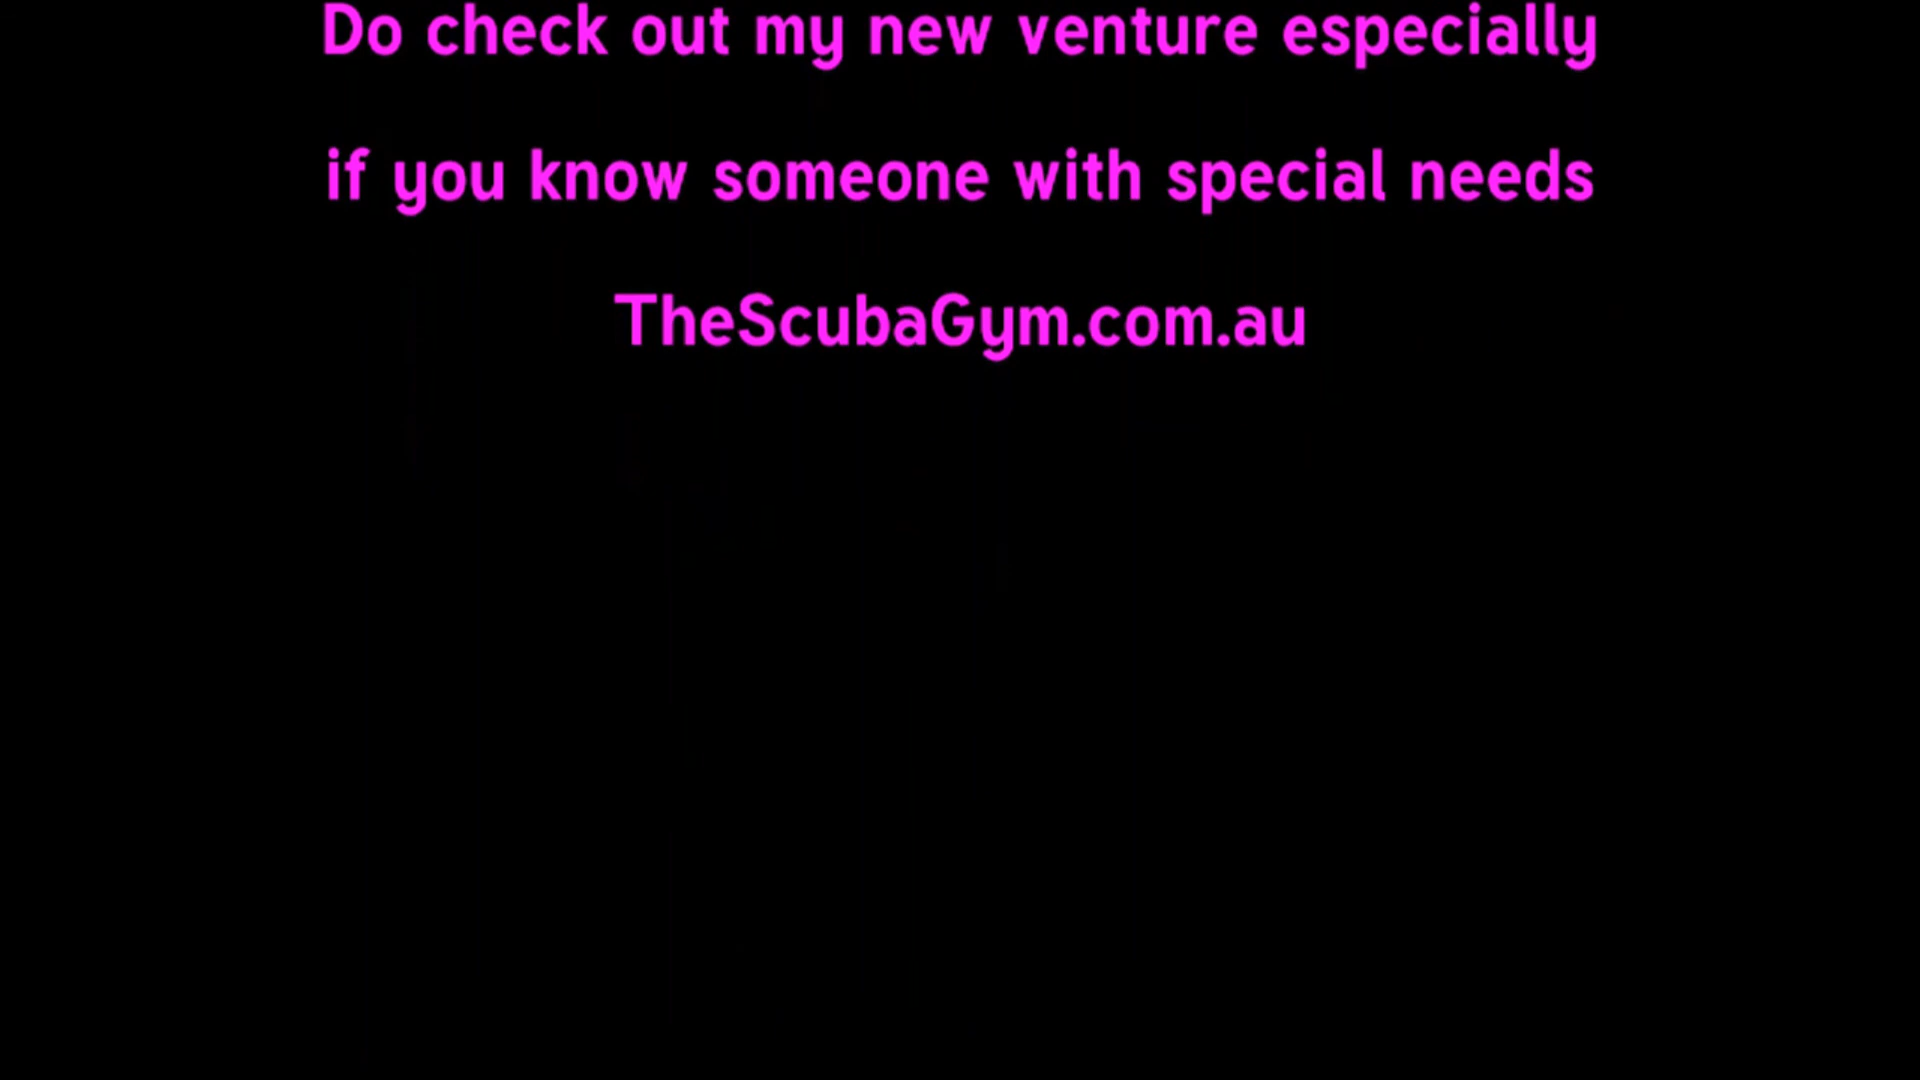 Do check out my new venture especially
if you know someone with special needs
TheScubaGym.com.au